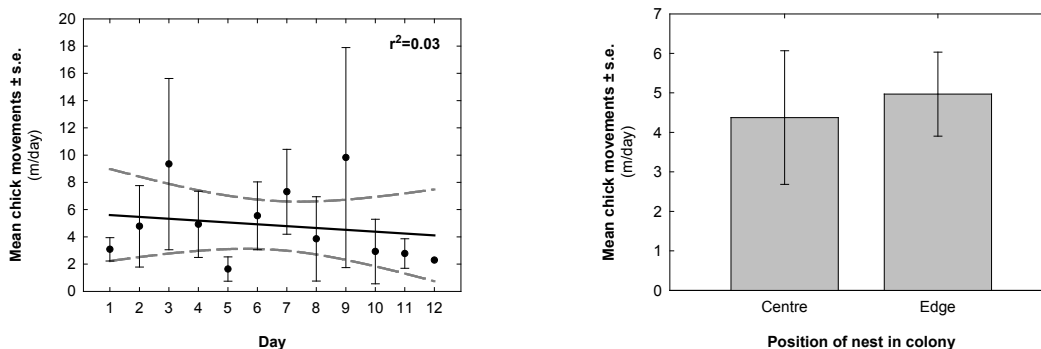 Mean chick movements ± s.e.
(m/day)
20
18
16
14
12
10
8
6
4
2
0
r²=0.03
1 2 3 4 5 6 7 8 9 10 11 12
Day
Mean chick movements ± s.e.
(m/day)
7
6
5
4
3
2
1
0
Centre Edge
Position of nest in colony